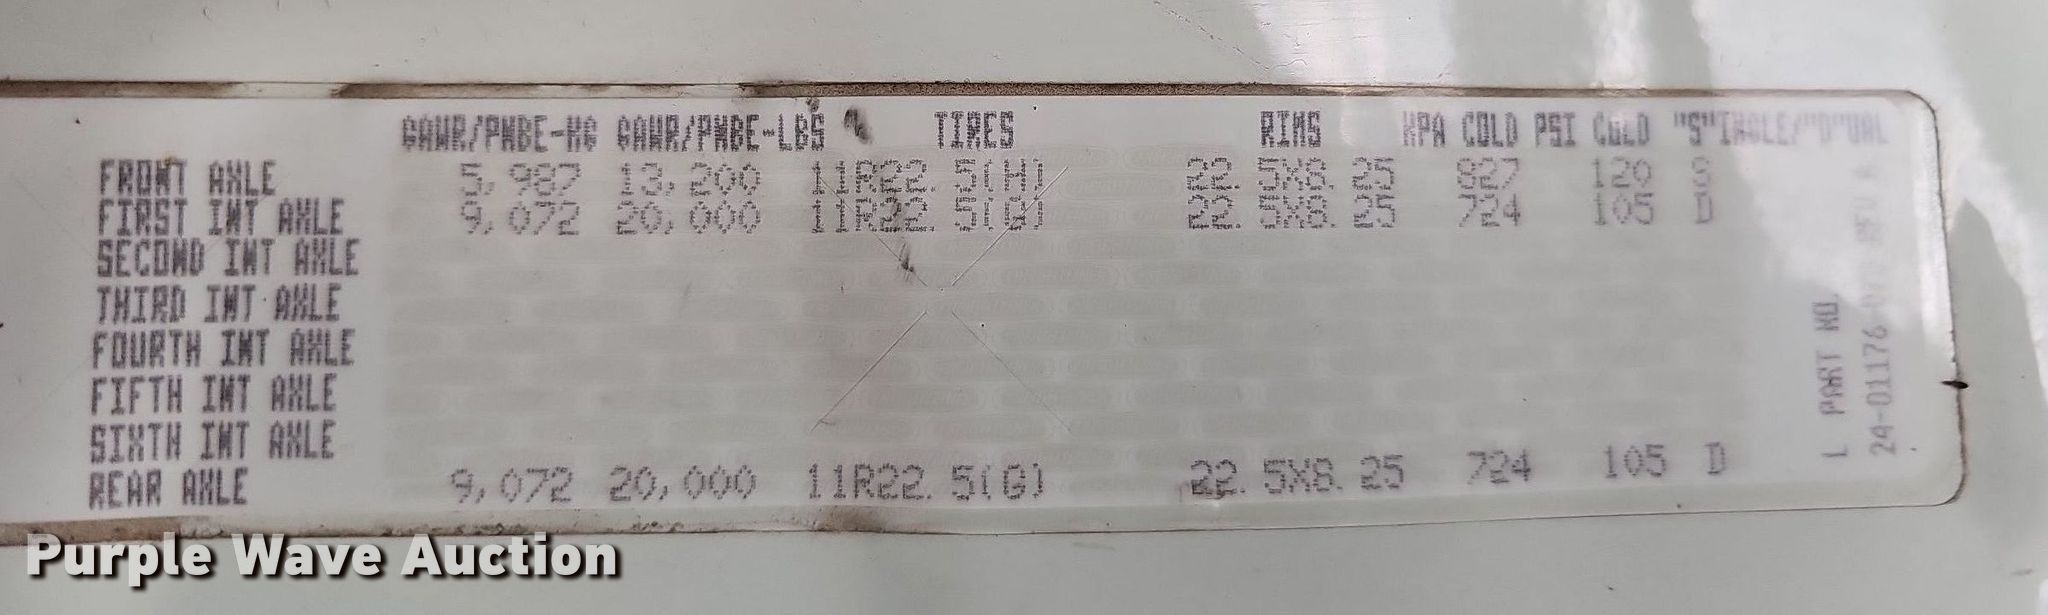 GAWR/PNBE-KG GAWR/PNBE-LBS TIRES RIMS KPA COLD PSI COLD "S"INGLE/"D"UAL
FRONT AXLE 5,987 13,200 11R22.5(H) 22.5X8.25 827 120 S
FIRST INT AXLE 9,072 20,000 11R22.5(G) 22.5X8.25 724 105 D
SECOND INT AXLE
THIRD INT AXLE
FOURTH INT AXLE
FIFTH INT AXLE
SIXTH INT AXLE
REAR AXLE 9,072 20,000 11R22.5(G) 22.5X8.25 724 105 D
L PART NO.
24-01176
Purple Wave Auction